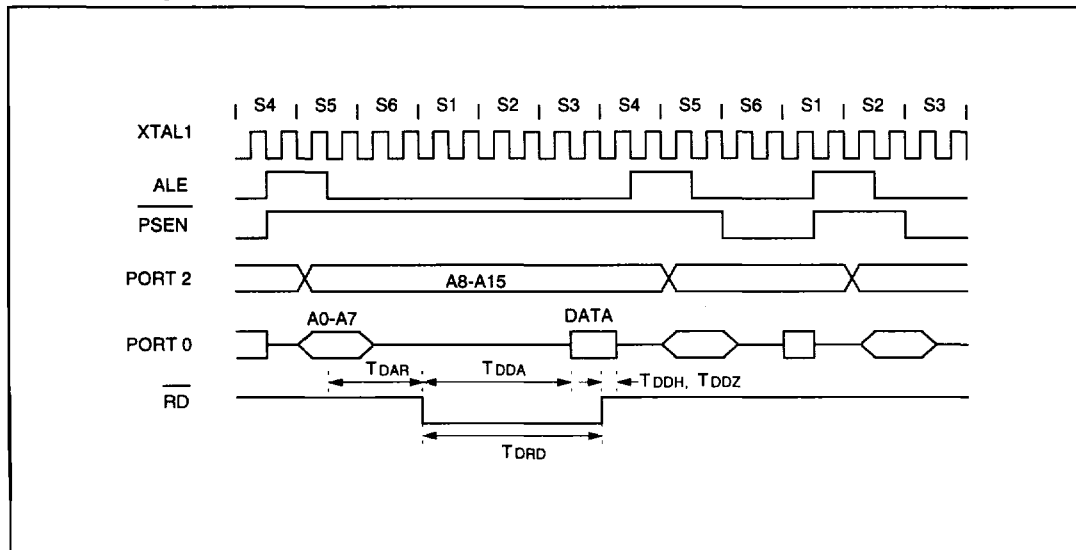 S4 S5 S6 S1 S2 S3 S4 S5 S6 S1 S2 S3
XTAL1
ALE
PSEN
PORT 2
A8-A15
A0-A7
DATA
PORT 0
TDAR
TDDA
TDDH, TDDZ
RD
TDRD